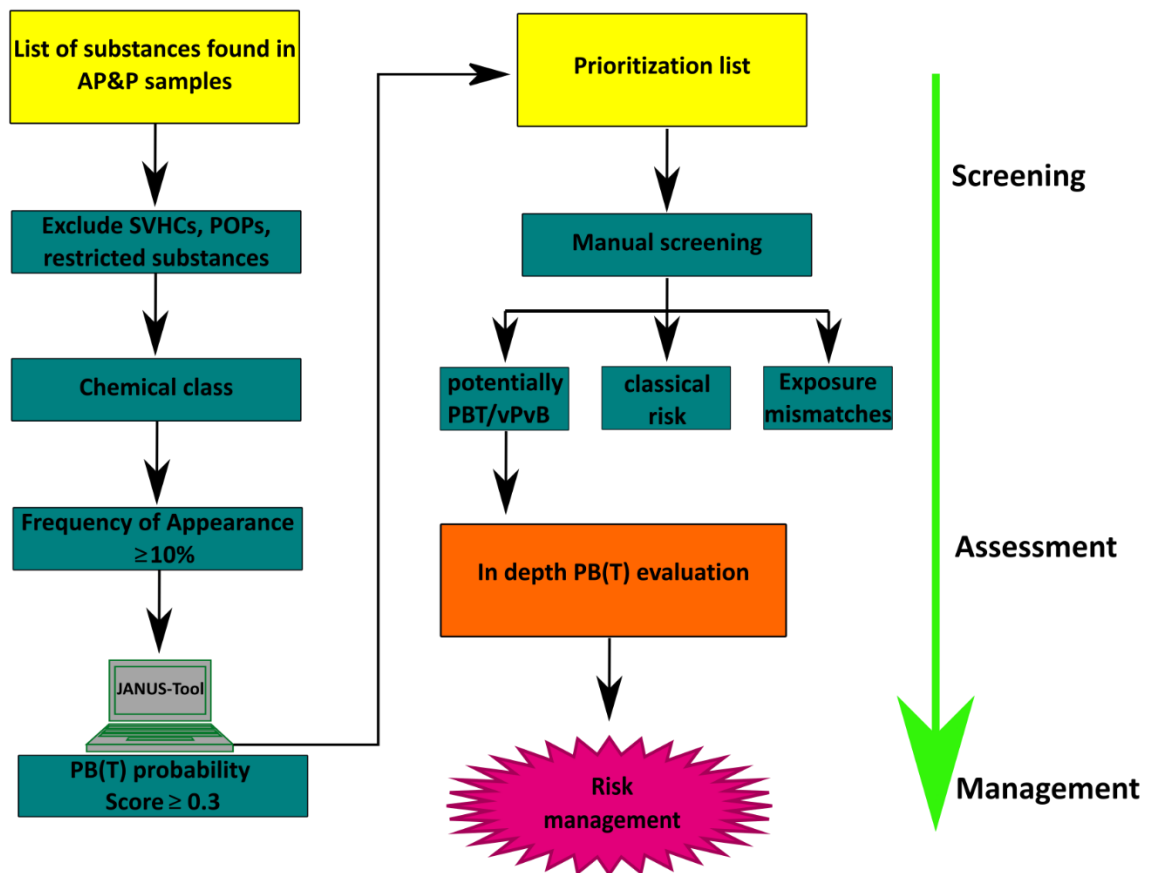 List of substances found in
AP&P samples
Exclude SVHCs, POPs,
restricted substances
Chemical class
Frequency of Appearance
≥10%
JANUS-Tool
PB(T) probability
Score ≥ 0.3
Prioritization list
Manual screening
potentially
PBT/vPvB
classical
risk
Exposure
mismatches
In depth PB(T) evaluation
Risk
management
Screening
Assessment
Management